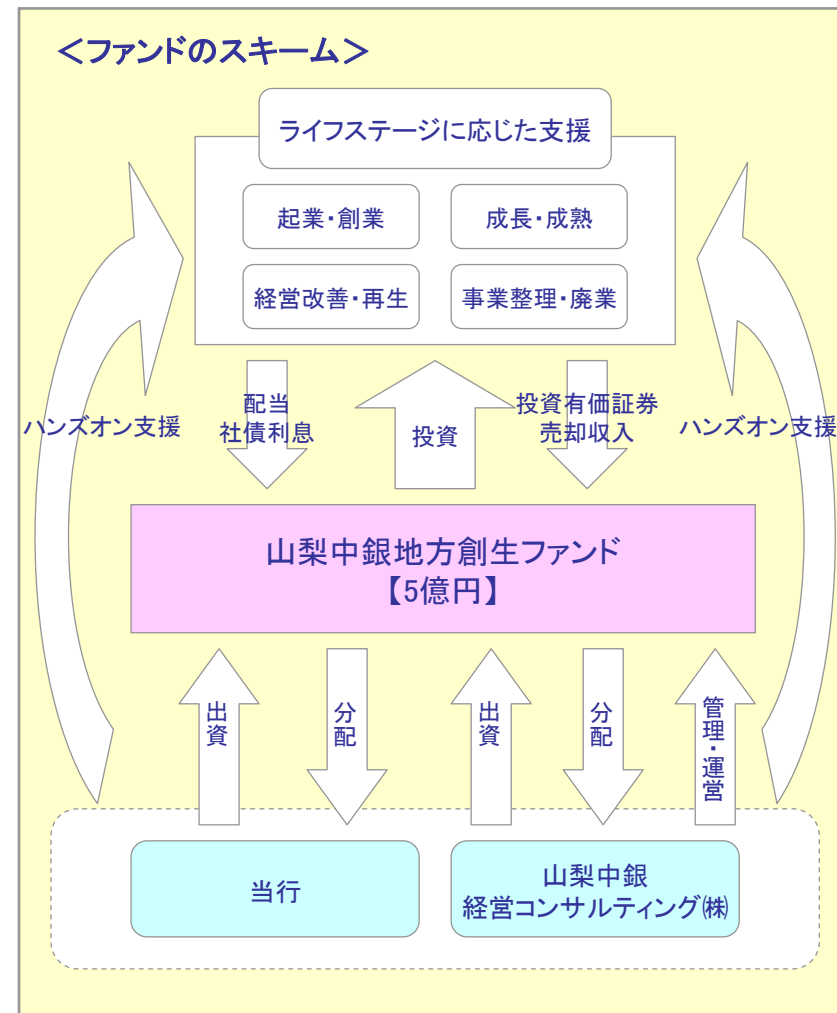 ＜ファンドのスキーム＞
ライフステージに応じた支援
起業・創業
成長・成熟
経営改善・再生
事業整理・廃業
ハンズオン支援
配当
社債利息
投資
投資有価証券
売却収入
ハンズオン支援
山梨中銀地方創生ファンド
【5億円】
出資
分配
出資
分配
管理・運営
当行
山梨中銀
経営コンサルティング㈱